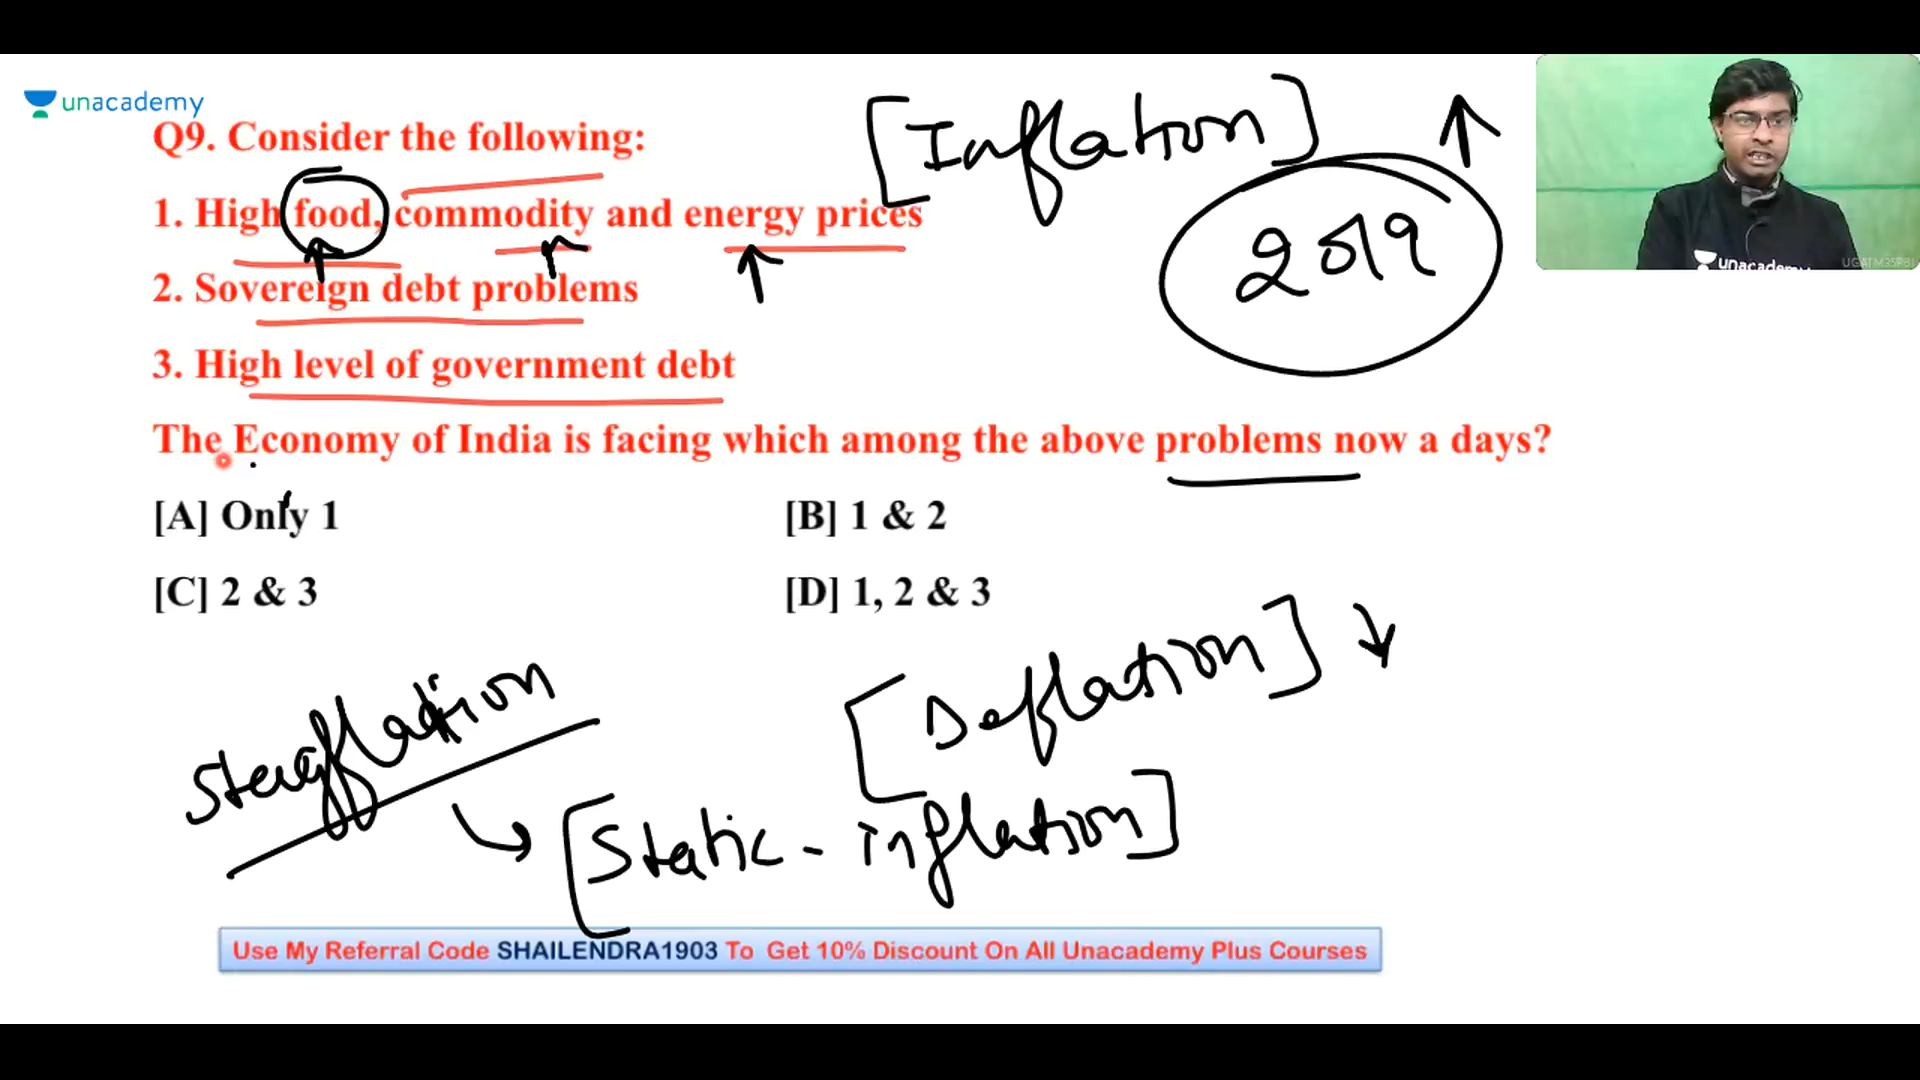 unacademy
[Inflation] ↑
Q9. Consider the following:
1. High food, commodity and energy prices
2019
unacademy
2. Sovereign debt problems
3. High level of government debt
The Economy of India is facing which among the above problems now a days?
[A] Only 1
[B] 1 & 2
[C] 2 & 3
[D] 1, 2 & 3
[Deflation] ↓
Stagflation
[Static - inflation]
Use My Referral Code SHAILENDRA1903 To Get 10% Discount On All Unacademy Plus Courses